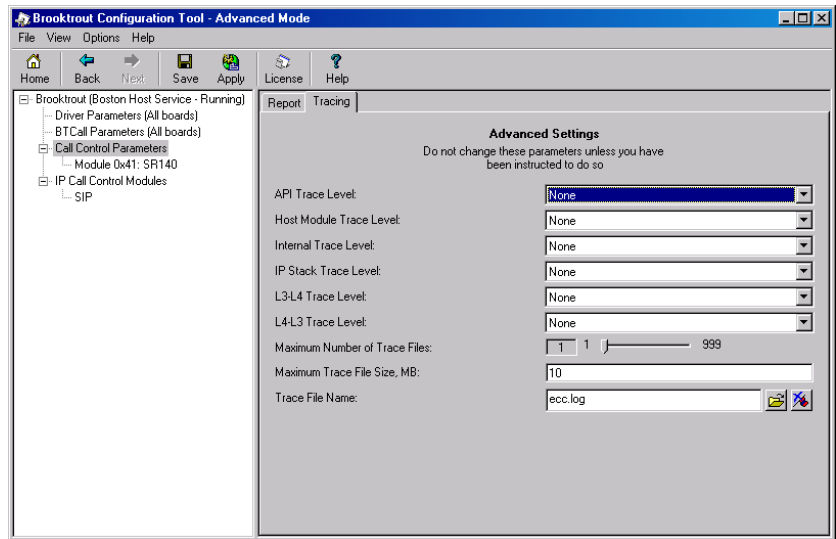 Brooktrout Configuration Tool - Advanced Mode
File View Options Help
Home Back Next Save Apply License Help
Brooktrout (Boston Host Service - Running)
Driver Parameters (All boards)
BTCall Parameters (All boards)
Call Control Parameters
Module 0x41: SR140
IP Call Control Modules
SIP
Report Tracing
Advanced Settings
Do not change these parameters unless you have
been instructed to do so
API Trace Level: None
Host Module Trace Level: None
Internal Trace Level: None
IP Stack Trace Level: None
L3-L4 Trace Level: None
L4-L3 Trace Level: None
Maximum Number of Trace Files: 1 1 999
Maximum Trace File Size, MB: 10
Trace File Name: ecc.log